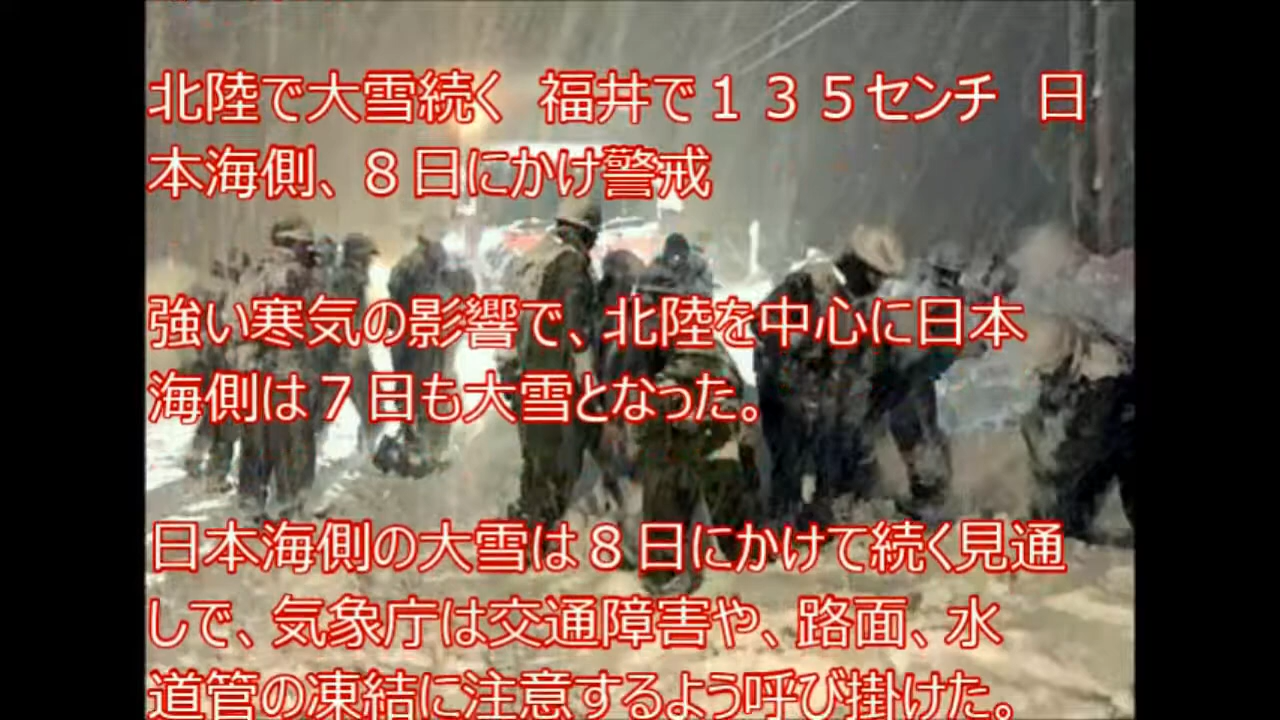 北陸で大雪続く　福井で１３５センチ　日
本海側、８日にかけ警戒
強い寒気の影響で、北陸を中心に日本
海側は７日も大雪となった。
日本海側の大雪は８日にかけて続く見通
しで、気象庁は交通障害や、路面、水
道管の凍結に注意するよう呼び掛けた。